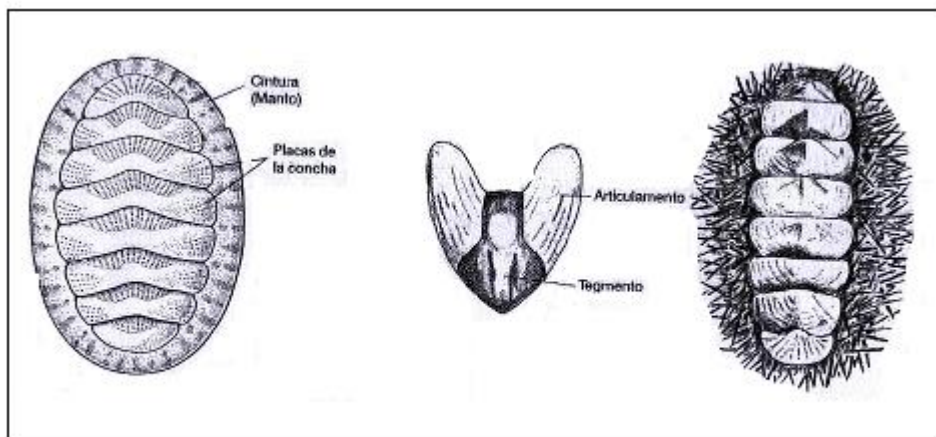 Cintura
(Manto)
Placas de
la concha
Articulamento
Tegmento